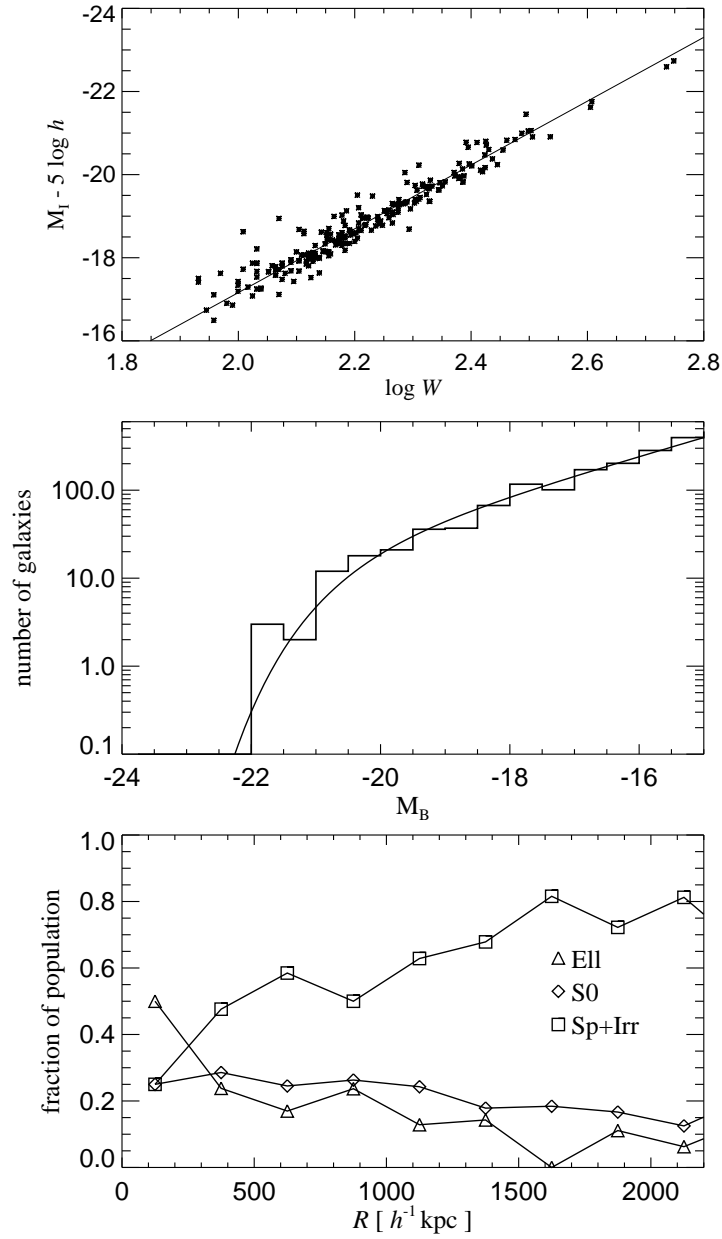 -24
-22
-20
-18
-16
M_I - 5 log h
1.8 2.0 2.2 2.4 2.6 2.8
log W
100.0
10.0
1.0
0.1
number of galaxies
-24 -22 -20 -18 -16
M_B
1.0
0.8
0.6
0.4
0.2
0.0
fraction of population
Ell
S0
Sp+Irr
0 500 1000 1500 2000
R [ h⁻¹ kpc ]